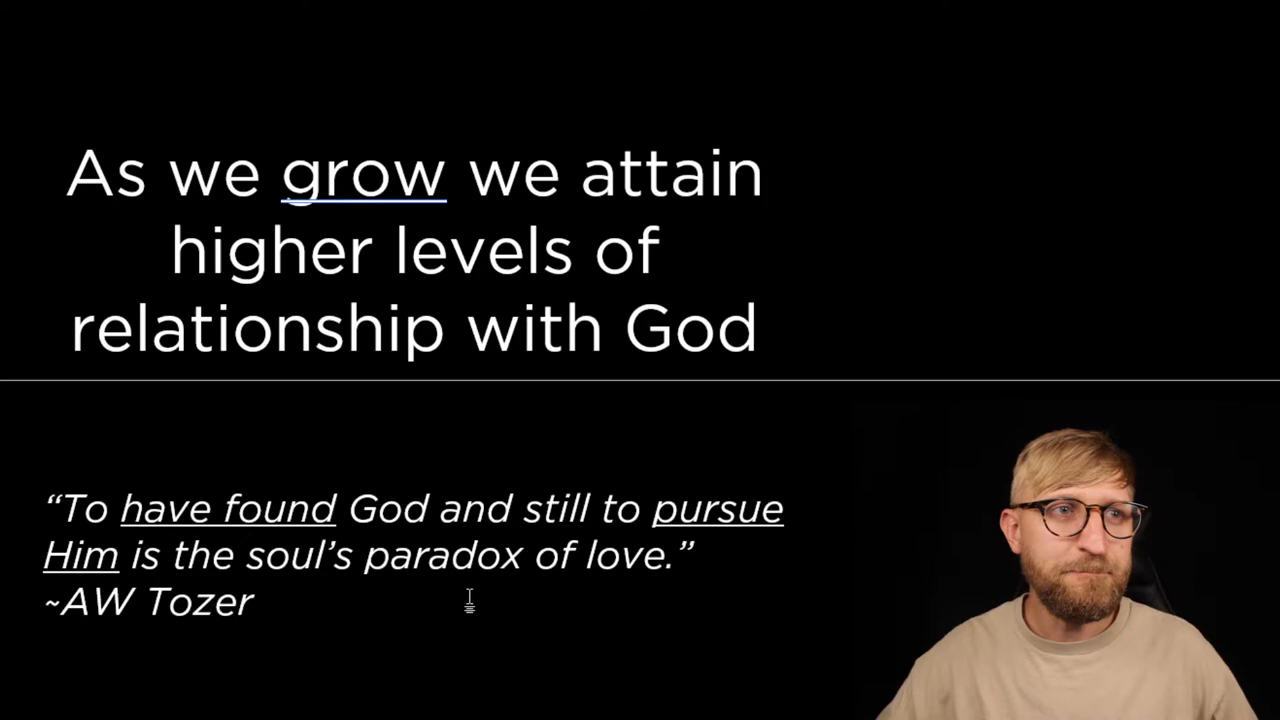 As we grow we attain
higher levels of
relationship with God
“To have found God and still to pursue
Him is the soul’s paradox of love.”
~AW Tozer